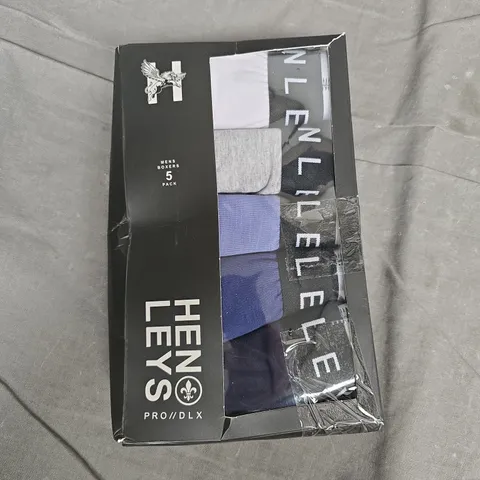 MENS
BOXERS
5
PACK
HEN
LEYS
PRO//DLX
N L E
N L
E L E
L E L E
L E